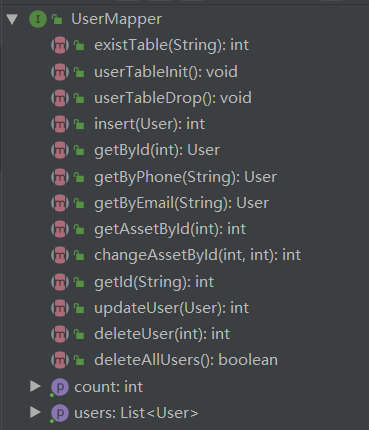 UserMapper
existTable(String): int
userTableInit(): void
userTableDrop(): void
insert(User): int
getById(int): User
getByPhone(String): User
getByEmail(String): User
getAssetById(int): int
changeAssetById(int, int): int
getId(String): int
updateUser(User): int
deleteUser(int): int
deleteAllUsers(): boolean
count: int
users: List<User>